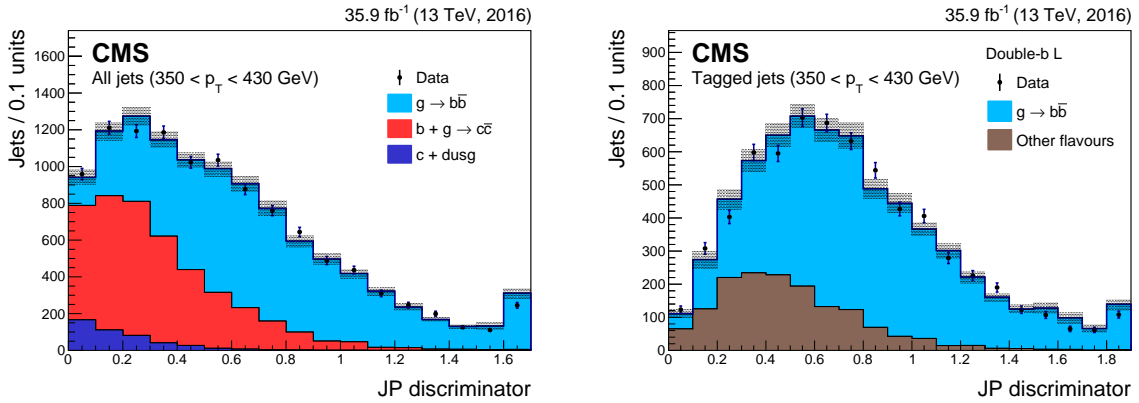 35.9 fb⁻¹ (13 TeV, 2016)
CMS
All jets (350 < p_T < 430 GeV)
Data
g → bb̄
b + g → cc̄
c + dusg
Jets / 0.1 units
1600
1400
1200
1000
800
600
400
200
0
0 0.2 0.4 0.6 0.8 1 1.2 1.4 1.6
JP discriminator
35.9 fb⁻¹ (13 TeV, 2016)
CMS
Double-b L
Tagged jets (350 < p_T < 430 GeV)
Data
g → bb̄
Other flavours
Jets / 0.1 units
900
800
700
600
500
400
300
200
100
0
0 0.2 0.4 0.6 0.8 1 1.2 1.4 1.6 1.8
JP discriminator